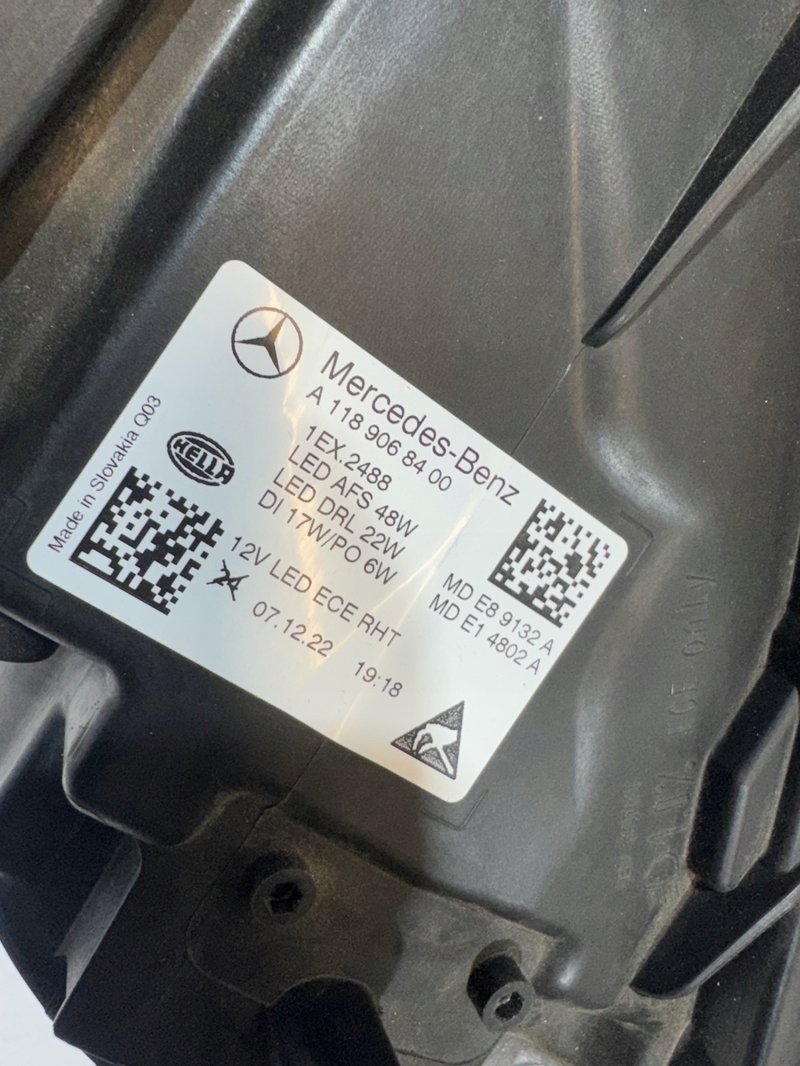 Mercedes-Benz
A 118 906 84 00
1EX.2488
LED AFS 48W
LED DRL 22W
DI 17W/PO 6W
HELLA
Made in Slovakia Q03
12V LED ECE RHT
07.12.22 19:18
MD E8 9132 A
MD E1 4802 A
ECE ONLY